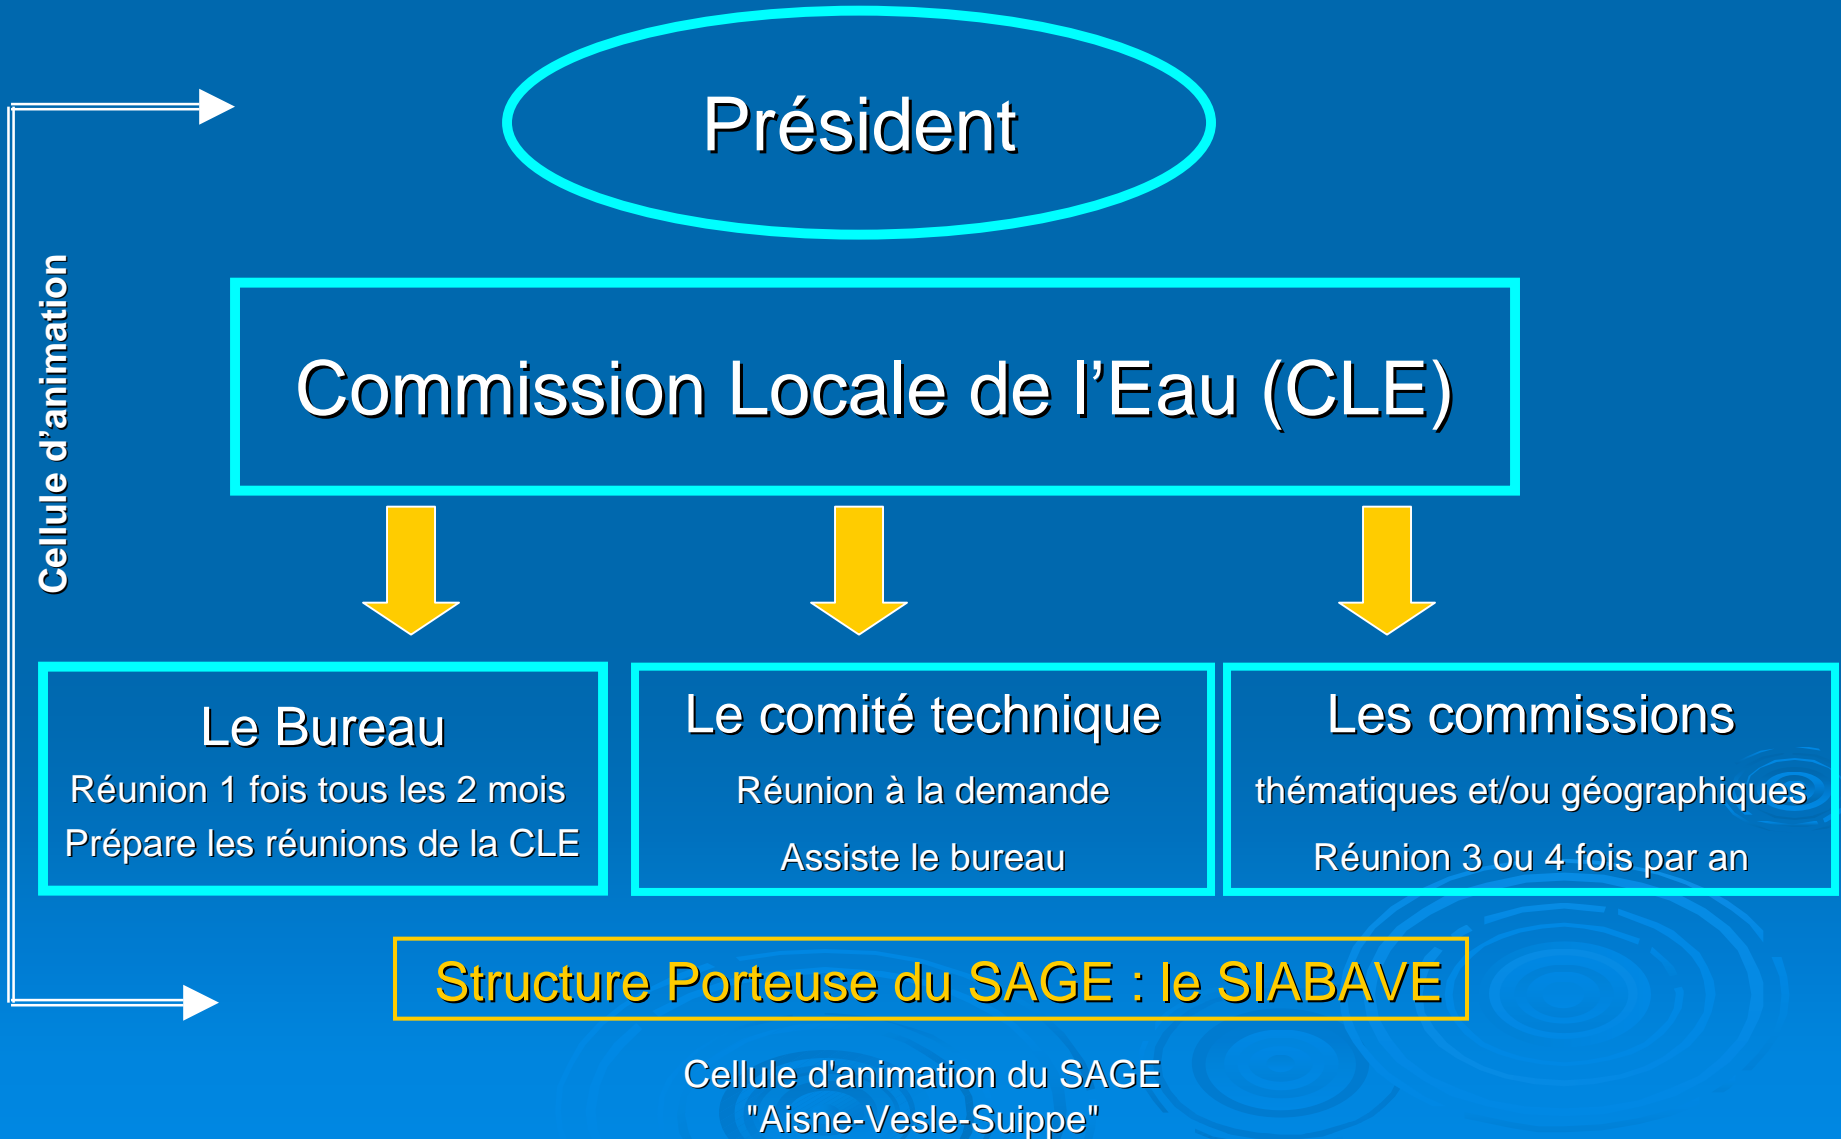 Président
Cellule d’animation
Commission Locale de l’Eau (CLE)
Le Bureau
Réunion 1 fois tous les 2 mois
Prépare les réunions de la CLE
Le comité technique
Réunion à la demande
Assiste le bureau
Les commissions
thématiques et/ou géographiques
Réunion 3 ou 4 fois par an
Structure Porteuse du SAGE : le SIABAVE
Cellule d'animation du SAGE
"Aisne-Vesle-Suippe"